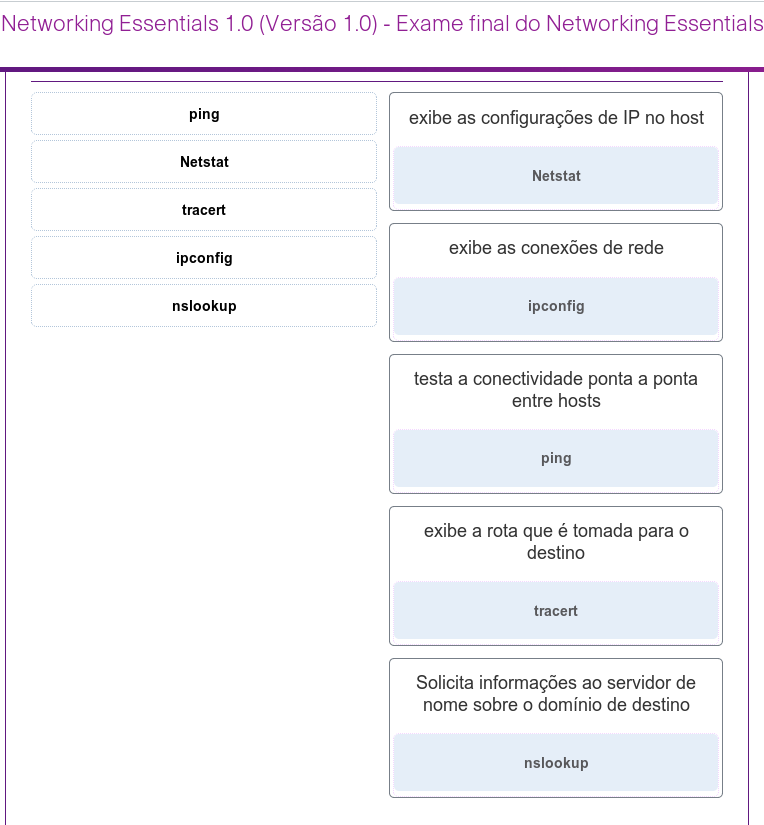 Networking Essentials 1.0 (Versão 1.0) - Exame final do Networking Essentials
ping
Netstat
tracert
ipconfig
nslookup
exibe as configurações de IP no host
Netstat
exibe as conexões de rede
ipconfig
testa a conectividade ponta a ponta
entre hosts
ping
exibe a rota que é tomada para o
destino
tracert
Solicita informações ao servidor de
nome sobre o domínio de destino
nslookup